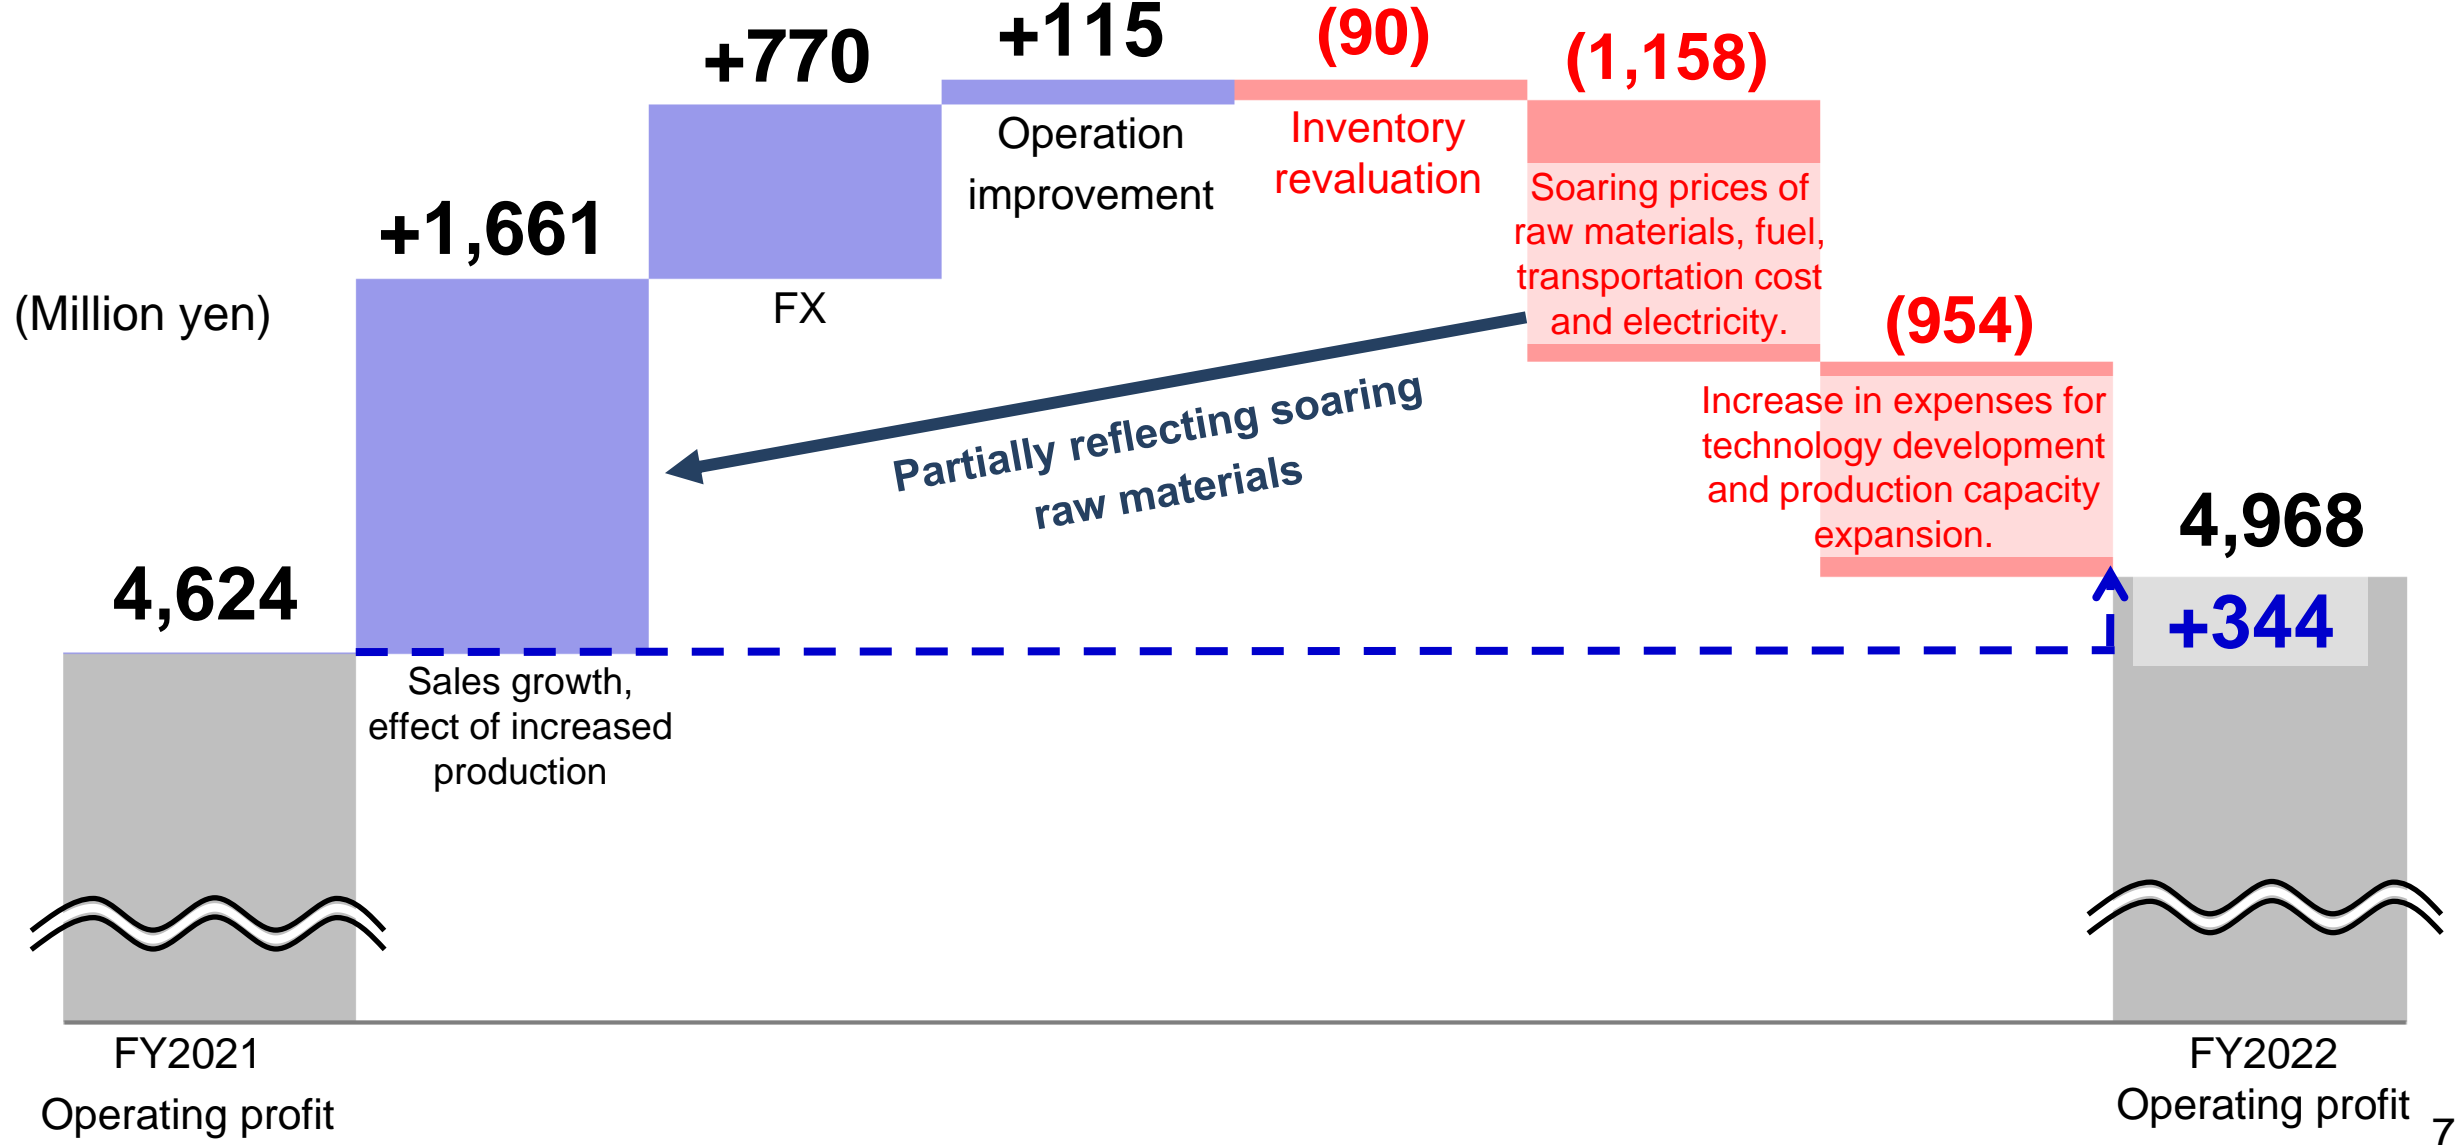 +770
+115
(90)
(1,158)
Operation
improvement
Inventory
revaluation
Soaring prices of
raw materials, fuel,
transportation cost
and electricity.
+1,661
(Million yen)
FX
(954)
Partially reflecting soaring
raw materials
Increase in expenses for
technology development
and production capacity
expansion.
4,968
4,624
+344
Sales growth,
effect of increased
production
FY2021
Operating profit
FY2022
Operating profit
7